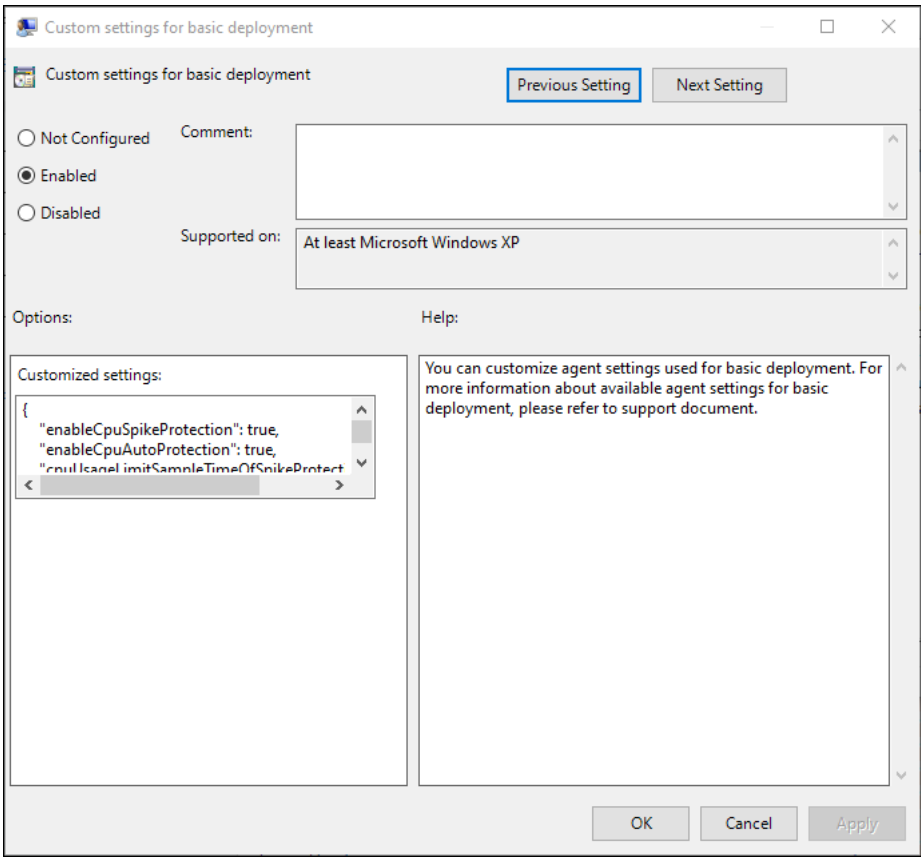 Custom settings for basic deployment
Custom settings for basic deployment
Previous Setting
Next Setting
Not Configured
Enabled
Disabled
Comment:
Supported on:
At least Microsoft Windows XP
Options:
Help:
Customized settings:
{
"enableCpuSpikeProtection": true,
"enableCpuAutoProtection": true,
"cpuUsageLimitSampleTimeOfSpikeProtect
You can customize agent settings used for basic deployment. For
more information about available agent settings for basic
deployment, please refer to support document.
OK
Cancel
Apply